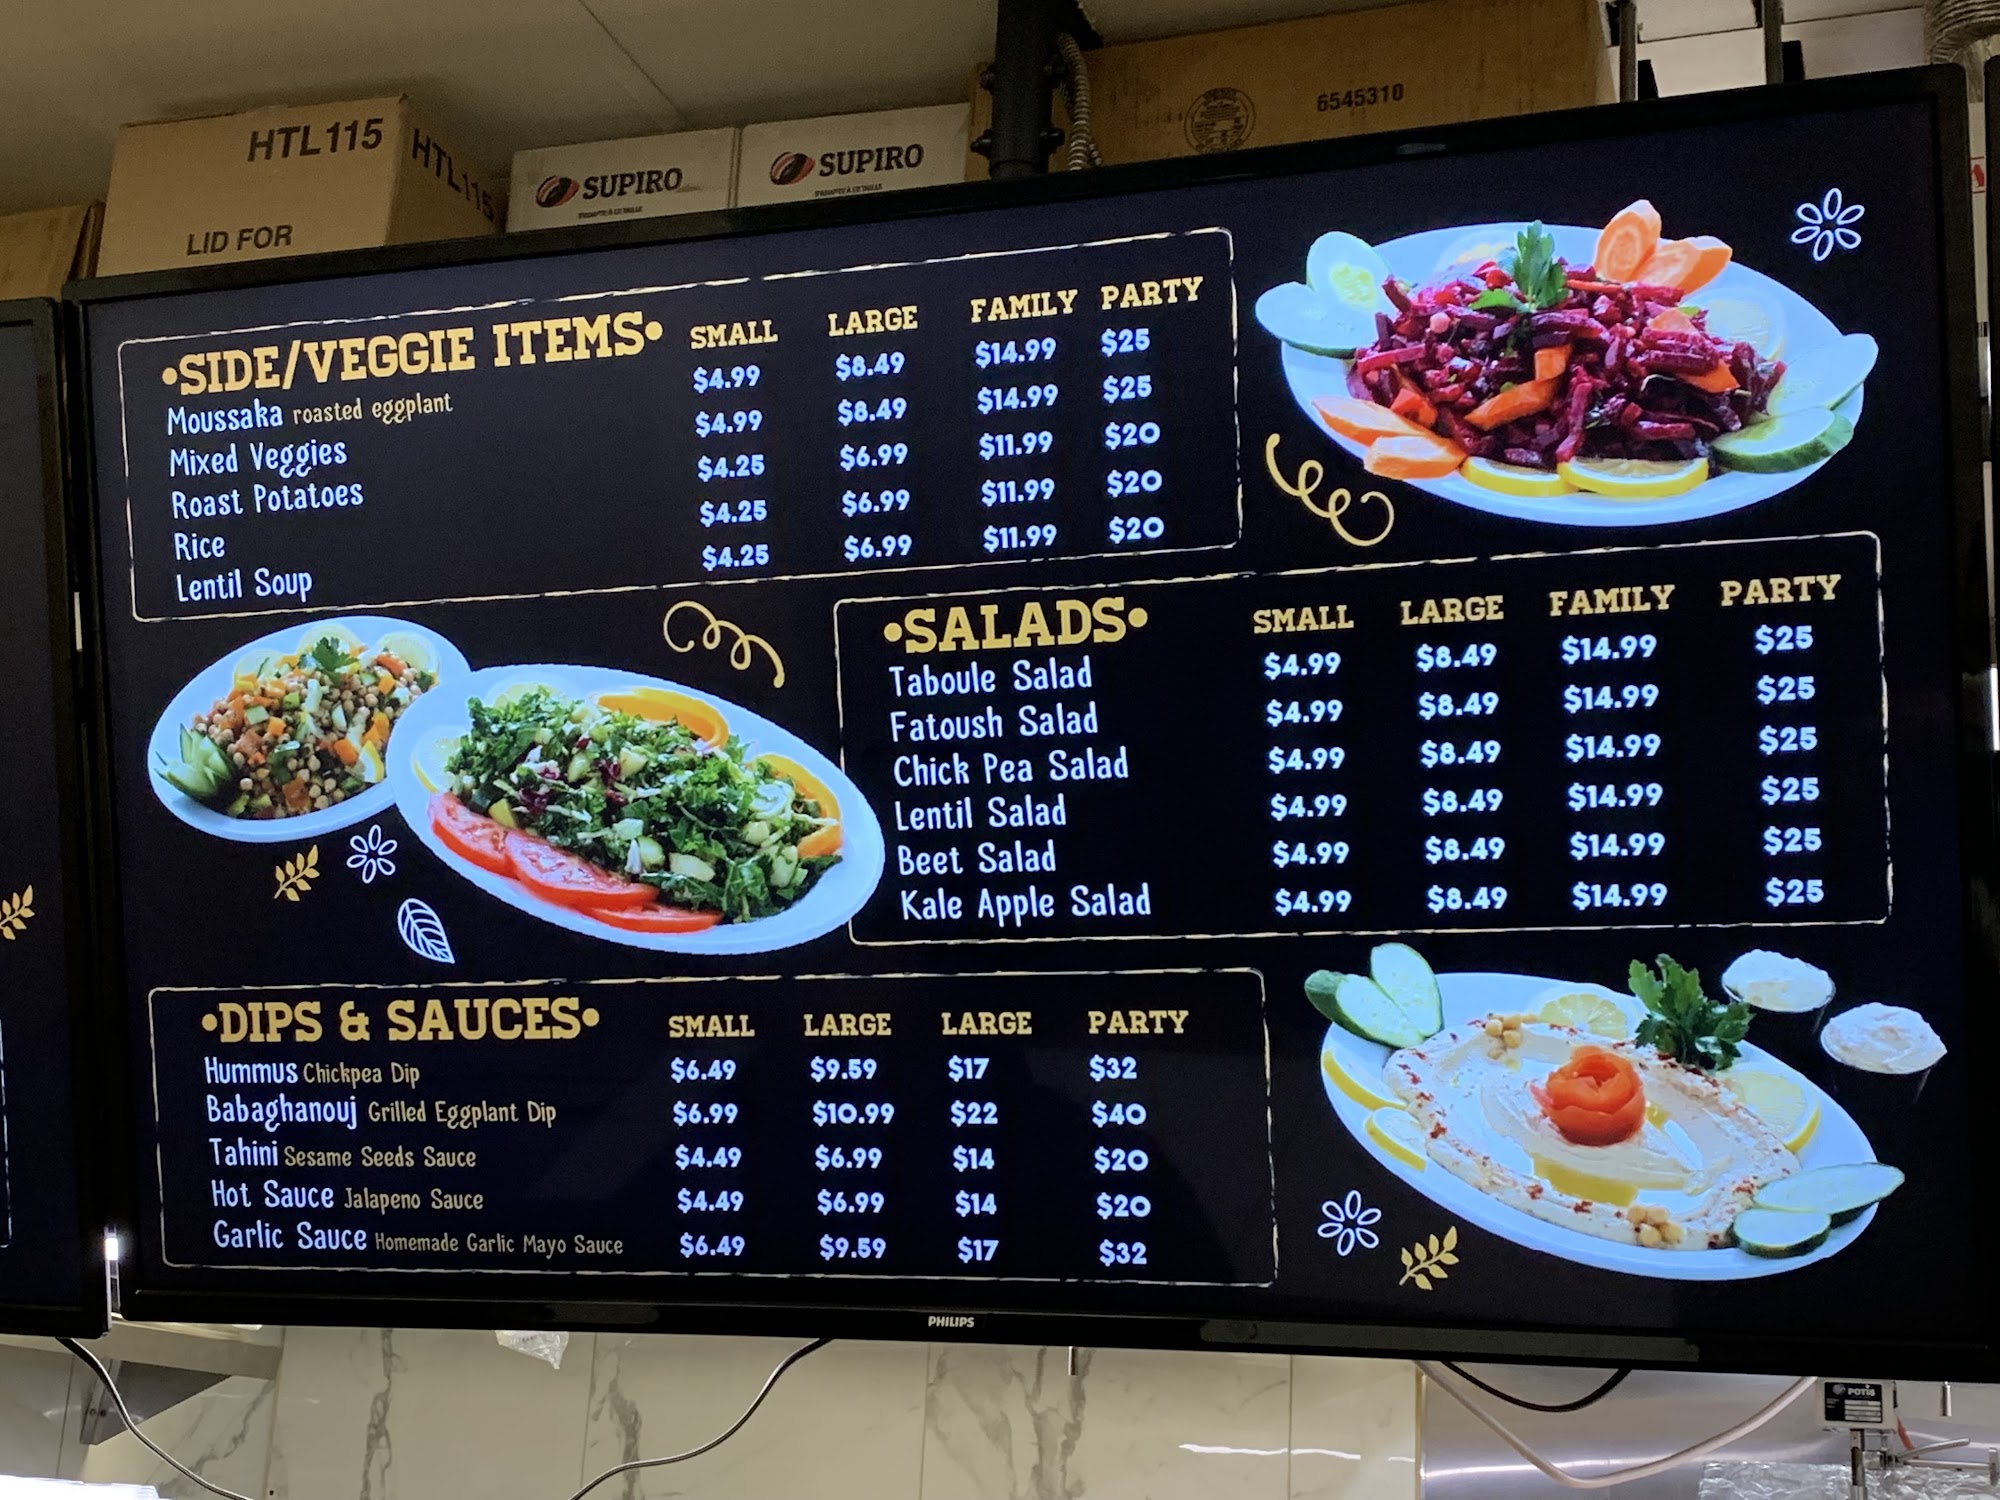 HTL115
HTL115
LID FOR
SUPIRO
SUPIRO
6545310
•SIDE/VEGGIE ITEMS• SMALL LARGE FAMILY PARTY
Moussaka roasted eggplant $4.99 $8.49 $14.99 $25
Mixed Veggies $4.99 $8.49 $14.99 $25
Roast Potatoes $4.25 $6.99 $11.99 $20
Rice $4.25 $6.99 $11.99 $20
Lentil Soup $4.25 $6.99 $11.99 $20
•SALADS• SMALL LARGE FAMILY PARTY
Taboule Salad $4.99 $8.49 $14.99 $25
Fatoush Salad $4.99 $8.49 $14.99 $25
Chick Pea Salad $4.99 $8.49 $14.99 $25
Lentil Salad $4.99 $8.49 $14.99 $25
Beet Salad $4.99 $8.49 $14.99 $25
Kale Apple Salad $4.99 $8.49 $14.99 $25
•DIPS & SAUCES• SMALL LARGE LARGE PARTY
Hummus Chickpea Dip $6.49 $9.59 $17 $32
Babaghanouj Grilled Eggplant Dip $6.99 $10.99 $22 $40
Tahini Sesame Seeds Sauce $4.49 $6.99 $14 $20
Hot Sauce Jalapeno Sauce $4.49 $6.99 $14 $20
Garlic Sauce Homemade Garlic Mayo Sauce $6.49 $9.59 $17 $32
PHILIPS
POTIS